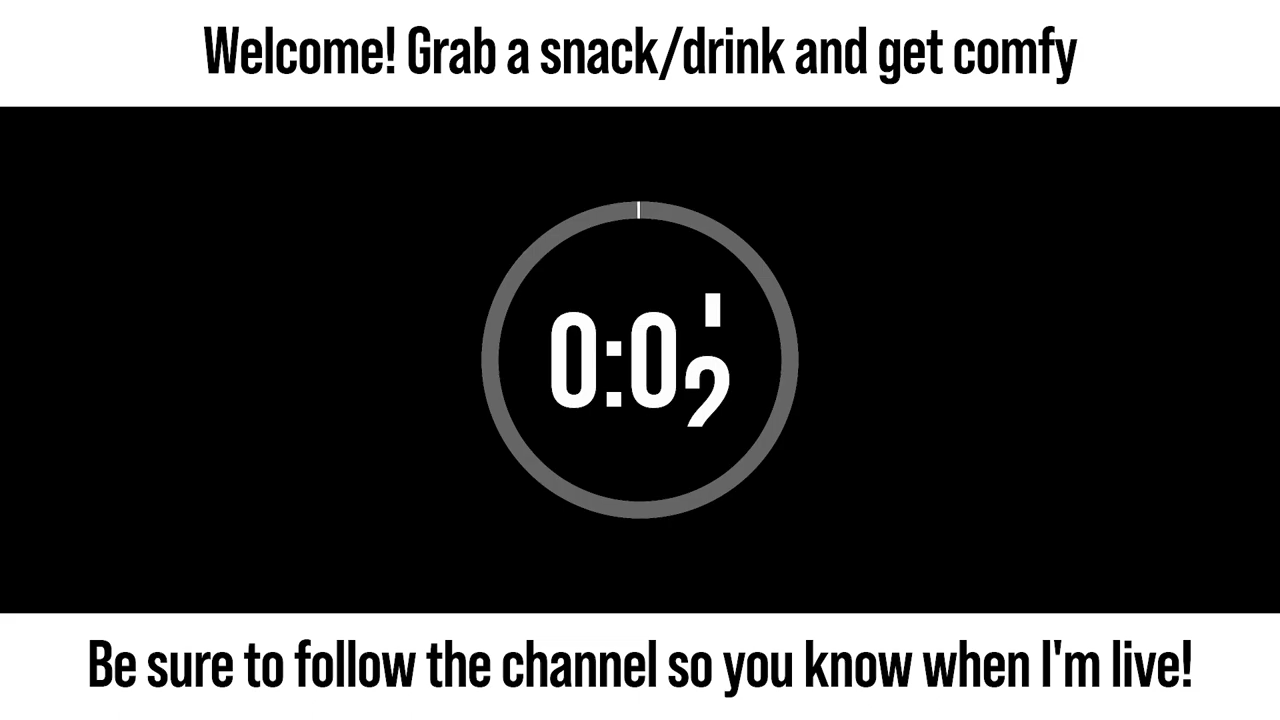 Welcome! Grab a snack/drink and get comfy
0:02
Be sure to follow the channel so you know when I'm live!